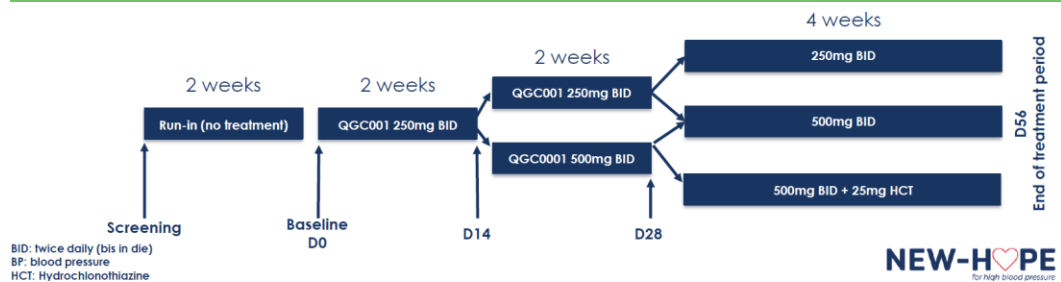 4 weeks
250mg BID
2 weeks
2 weeks
2 weeks
QGC001 250mg BID
Run-in (no treatment)
QGC001 250mg BID
500mg BID
QGC0001 500mg BID
500mg BID + 25mg HCT
D56
End of treatment period
Screening
Baseline
D0
D14
D28
BID: twice daily (bis in die)
BP: blood pressure
HCT: Hydrochlonothiazine
NEW-HOPE
for high blood pressure